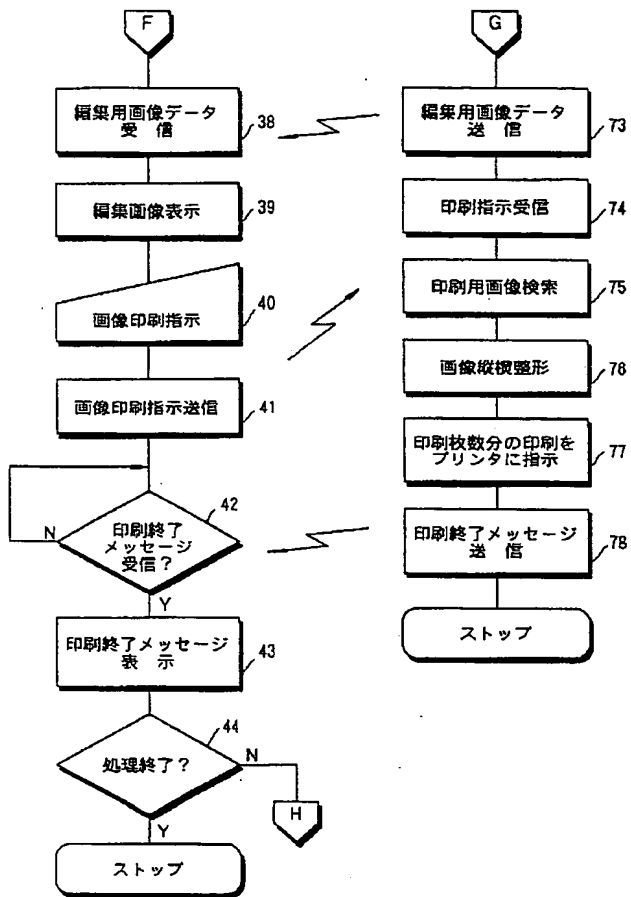 F
編集用画像データ
受 信
38
編集画像表示
39
画像印刷指示
40
画像印刷指示送信
41
42
印刷終了
メッセージ
受信?
N
Y
印刷終了メッセージ
表 示
43
44
処理終了?
N
H
Y
ストップ
G
編集用画像データ
送 信
73
印刷指示受信
74
印刷用画像検索
75
画像縦横整形
76
印刷枚数分の印刷を
プリンタに指示
77
印刷終了メッセージ
送 信
78
ストップ